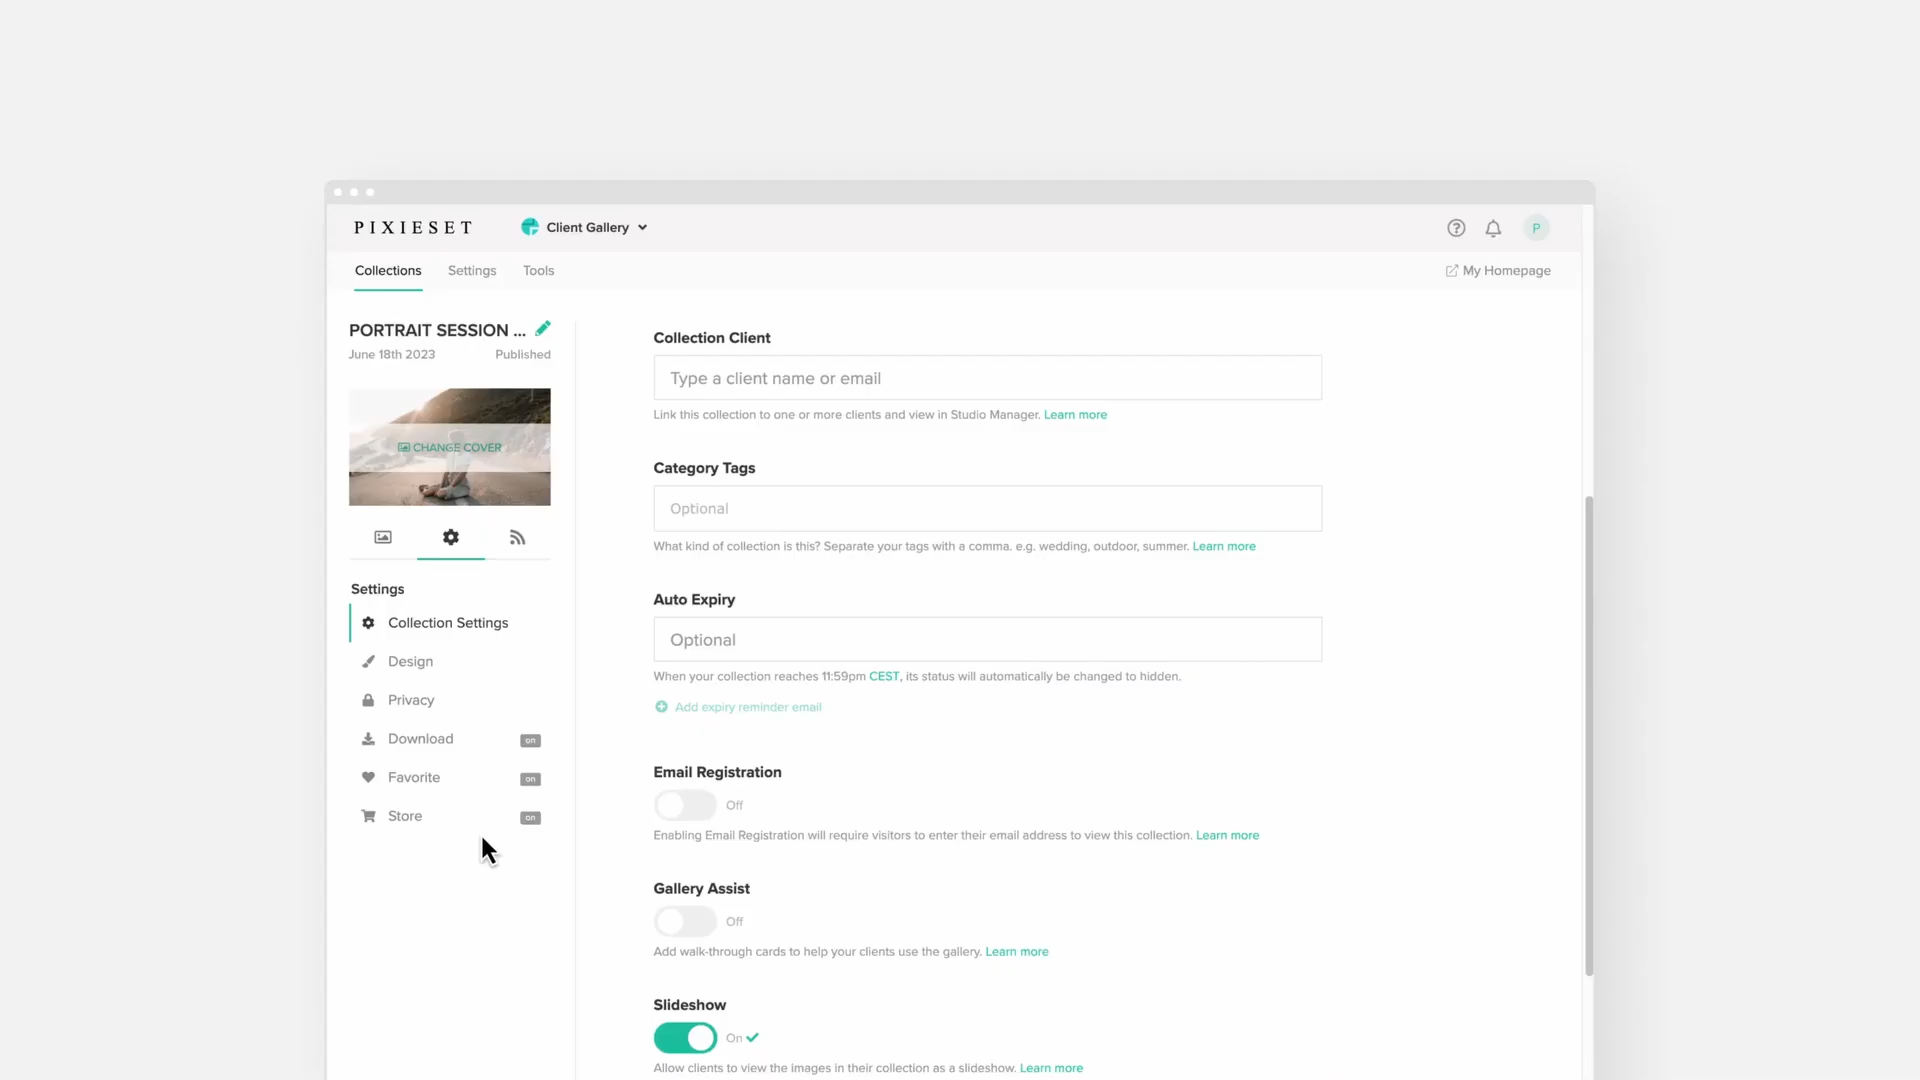 PIXIESET
Client Gallery
P
Collections
Settings
Tools
My Homepage
PORTRAIT SESSION ...
June 18th 2023
Published
CHANGE COVER
Settings
Collection Settings
Design
Privacy
Download
on
Favorite
on
Store
on
Collection Client
Type a client name or email
Link this collection to one or more clients and view in Studio Manager. Learn more
Category Tags
Optional
What kind of collection is this? Separate your tags with a comma. e.g. wedding, outdoor, summer. Learn more
Auto Expiry
Optional
When your collection reaches 11:59pm CEST, its status will automatically be changed to hidden.
Add expiry reminder email
Email Registration
Off
Enabling Email Registration will require visitors to enter their email address to view this collection. Learn more
Gallery Assist
Off
Add walk-through cards to help your clients use the gallery. Learn more
Slideshow
On
Allow clients to view the images in their collection as a slideshow. Learn more